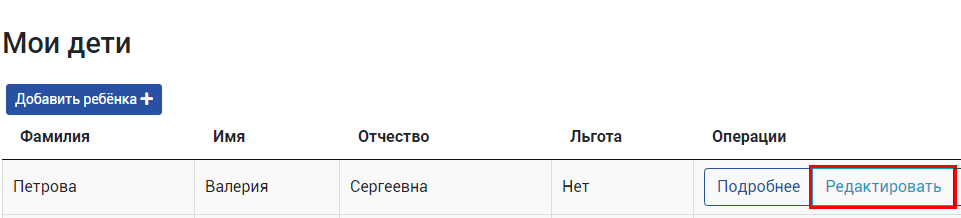 Мои дети
Добавить ребёнка
Фамилия Имя Отчество Льгота Операции
Петрова Валерия Сергеевна Нет Подробнее Редактировать